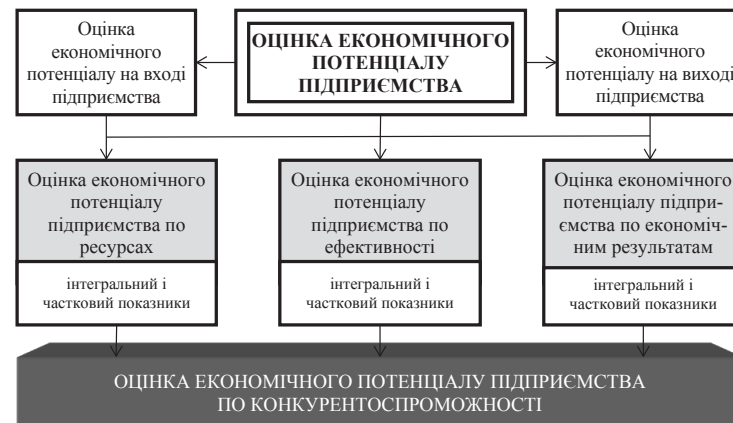 Оцінка
економічного
потенціалу на вході
підприємства
ОЦІНКА ЕКОНОМІЧНОГО
ПОТЕНЦІАЛУ
ПІДПРИЄМСТВА
Оцінка
економічного
потенціалу на виході
підприємства
Оцінка економічного
потенціалу
підприємства по
ресурсах
інтегральний і
частковий показники
Оцінка економічного
потенціалу
підприємства по
ефективності
інтегральний і
частковий показники
Оцінка економічного
потенціалу підпри-
ємства по економіч-
ним результатам
інтегральний і
частковий показники
ОЦІНКА ЕКОНОМІЧНОГО ПОТЕНЦІАЛУ ПІДПРИЄМСТВА
ПО КОНКУРЕНТОСПРОМОЖНОСТІ